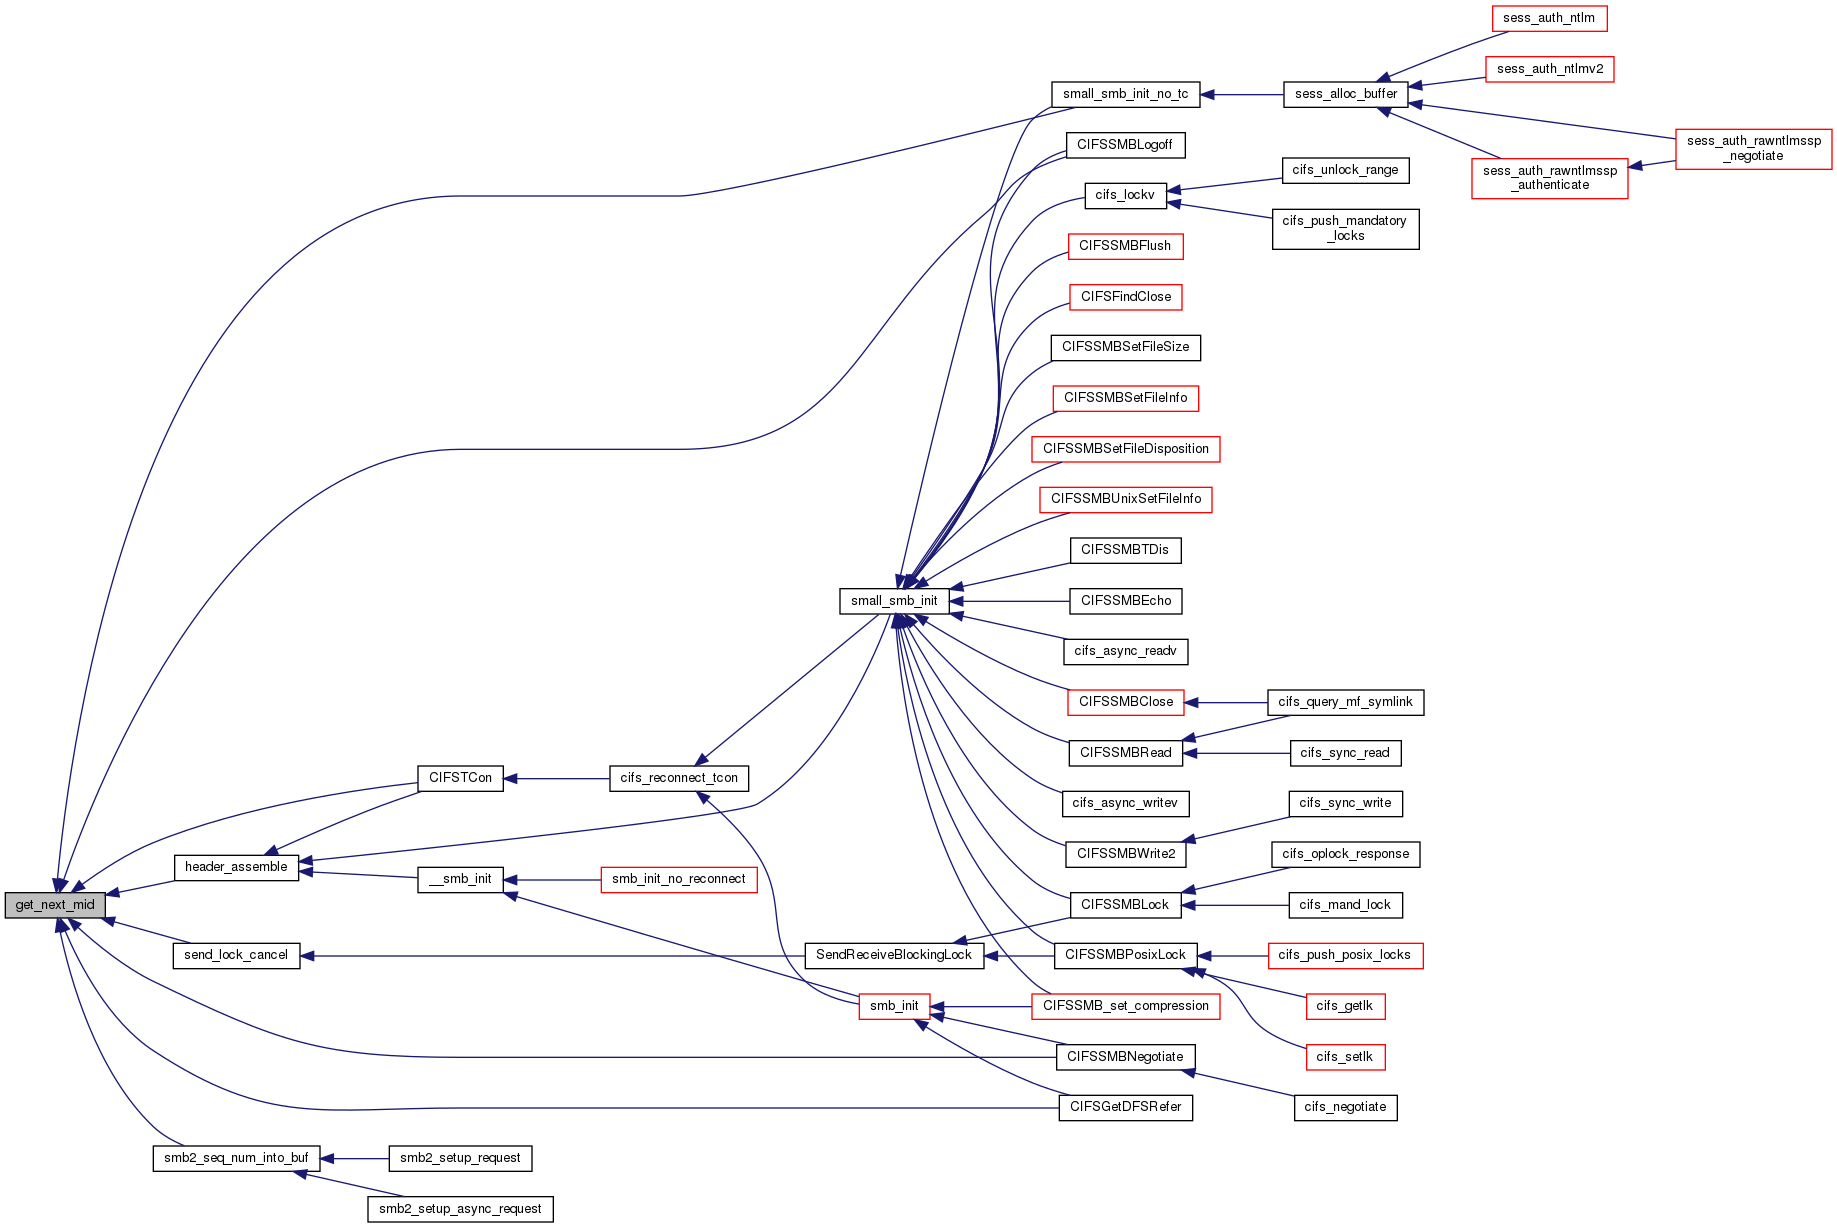 sess_auth_ntlm
sess_auth_ntlmv2
small_smb_init_no_tc
sess_alloc_buffer
sess_auth_rawntlmssp
_negotiate
CIFSSMBLogoff
cifs_unlock_range
sess_auth_rawntlmssp
_authenticate
cifs_lockv
cifs_push_mandatory
_locks
CIFSSMBFlush
CIFSFindClose
CIFSSMBSetFileSize
CIFSSMBSetFileInfo
CIFSSMBSetFileDisposition
CIFSSMBUnixSetFileInfo
CIFSSMBTDis
small_smb_init
CIFSSMBEcho
cifs_async_readv
CIFSSMBClose
cifs_query_mf_symlink
CIFSSMBRead
cifs_sync_read
CIFSTCon
cifs_reconnect_tcon
cifs_async_writev
cifs_sync_write
CIFSSMBWrite2
cifs_oplock_response
header_assemble
__smb_init
smb_init_no_reconnect
get_next_mid
CIFSSMBLock
cifs_mand_lock
send_lock_cancel
SendReceiveBlockingLock
CIFSSMBPosixLock
cifs_push_posix_locks
smb_init
CIFSSMB_set_compression
cifs_getlk
CIFSSMBNegotiate
cifs_setlk
CIFSGetDFSRefer
cifs_negotiate
smb2_seq_num_into_buf
smb2_setup_request
smb2_setup_async_request